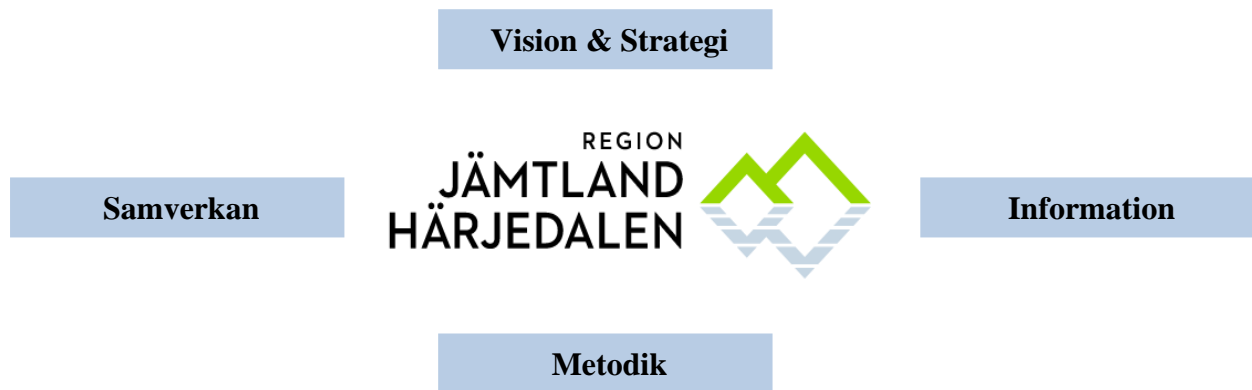 Vision & Strategi
REGION
JÄMTLAND
HÄRJEDALEN
Samverkan
Information
Metodik